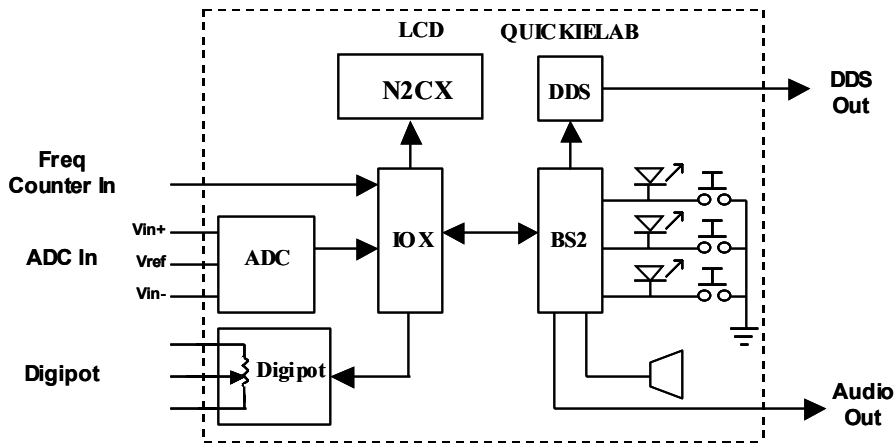 LCD
QUICKIELAB
N2CX
DDS
DDS
Out
Freq
Counter In
IOX
BS2
ADC In
Vin+
Vref
Vin-
ADC
Digipot
Digipot
Audio
Out